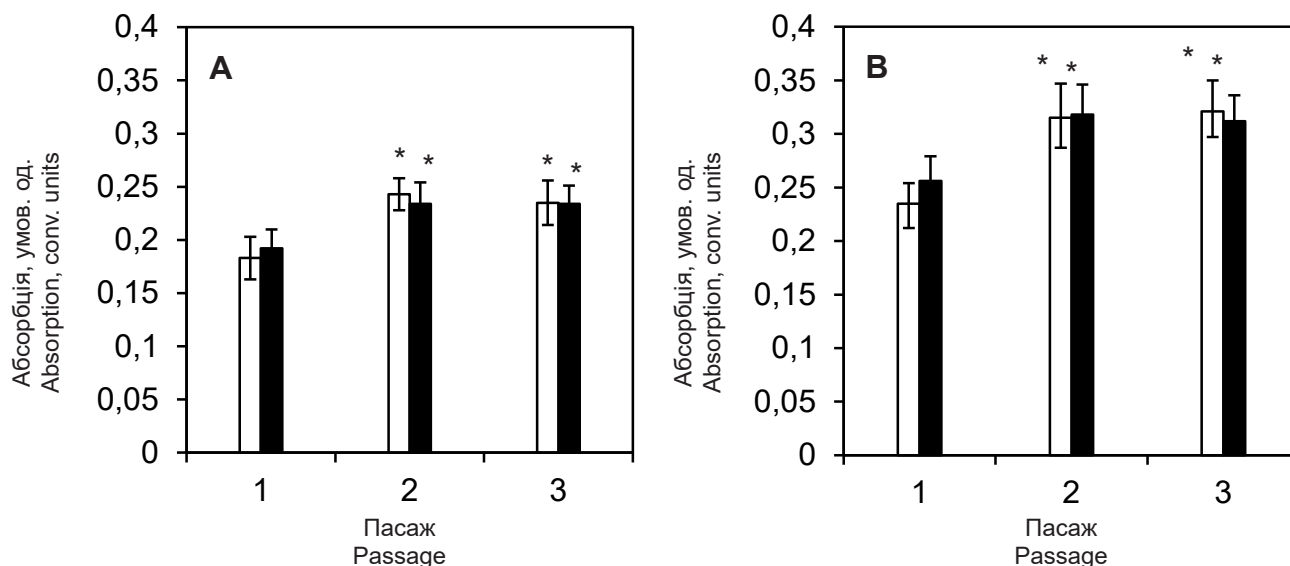 0,4
0,35
0,3
0,25
0,2
0,15
0,1
0,05
0
Абсорбція, умов. од.
Absorption, conv. units
A
* * * *
1 2 3
Пасаж
Passage
0,4
0,35
0,3
0,25
0,2
0,15
0,1
0,05
0
Абсорбція, умов. од.
Absorption, conv. units
B
* * * *
1 2 3
Пасаж
Passage